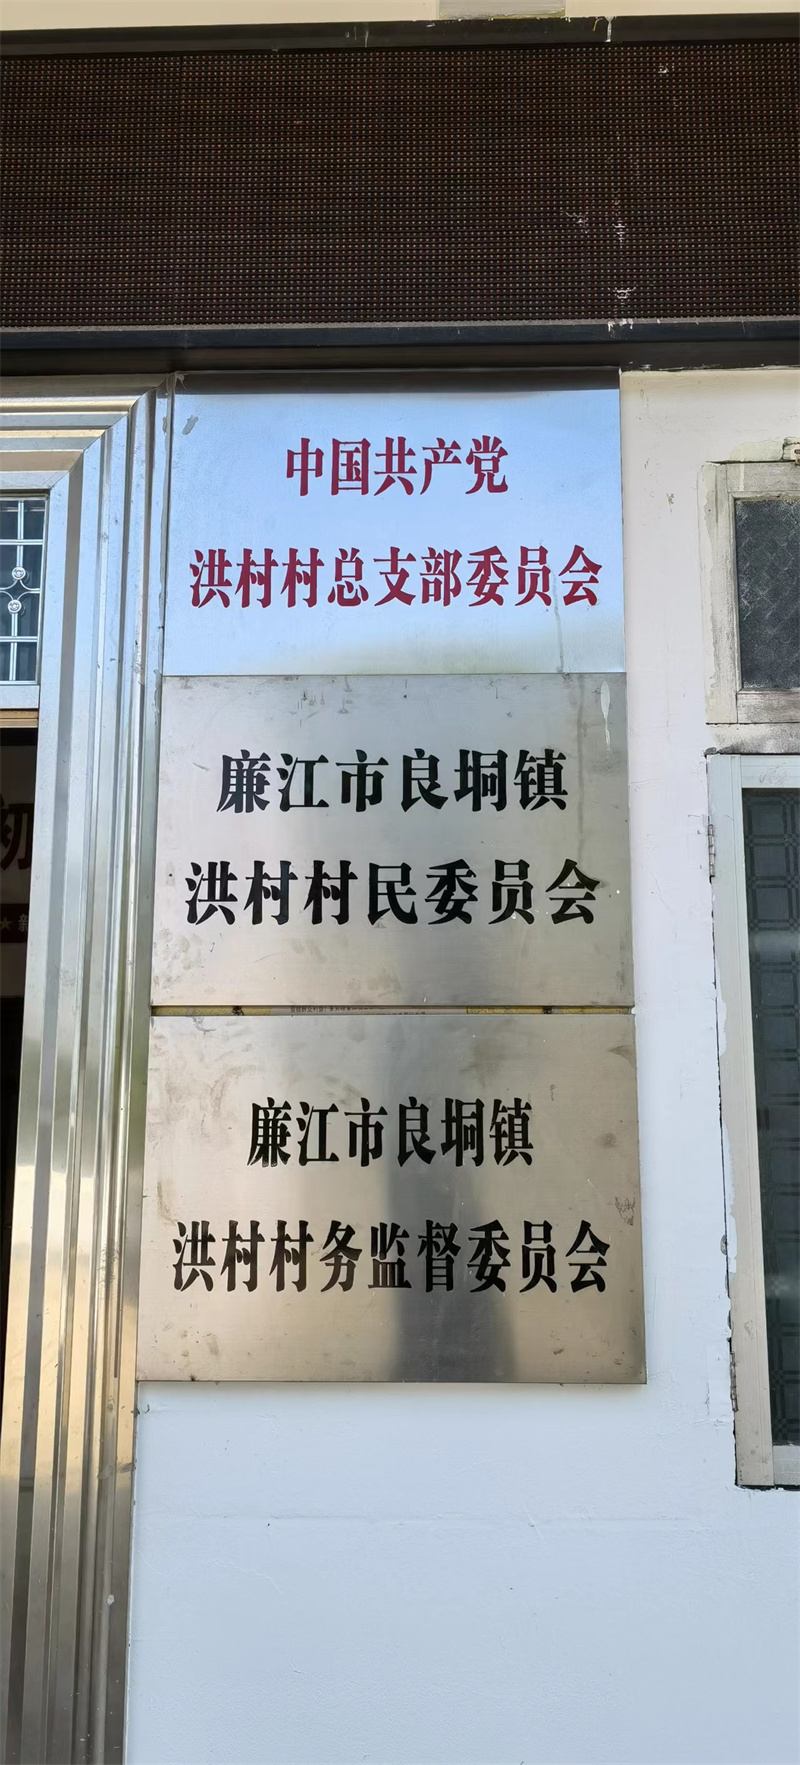 中国共产党
洪村村总支部委员会
廉江市良垌镇
洪村村民委员会
廉江市良垌镇
洪村村务监督委员会
初
新